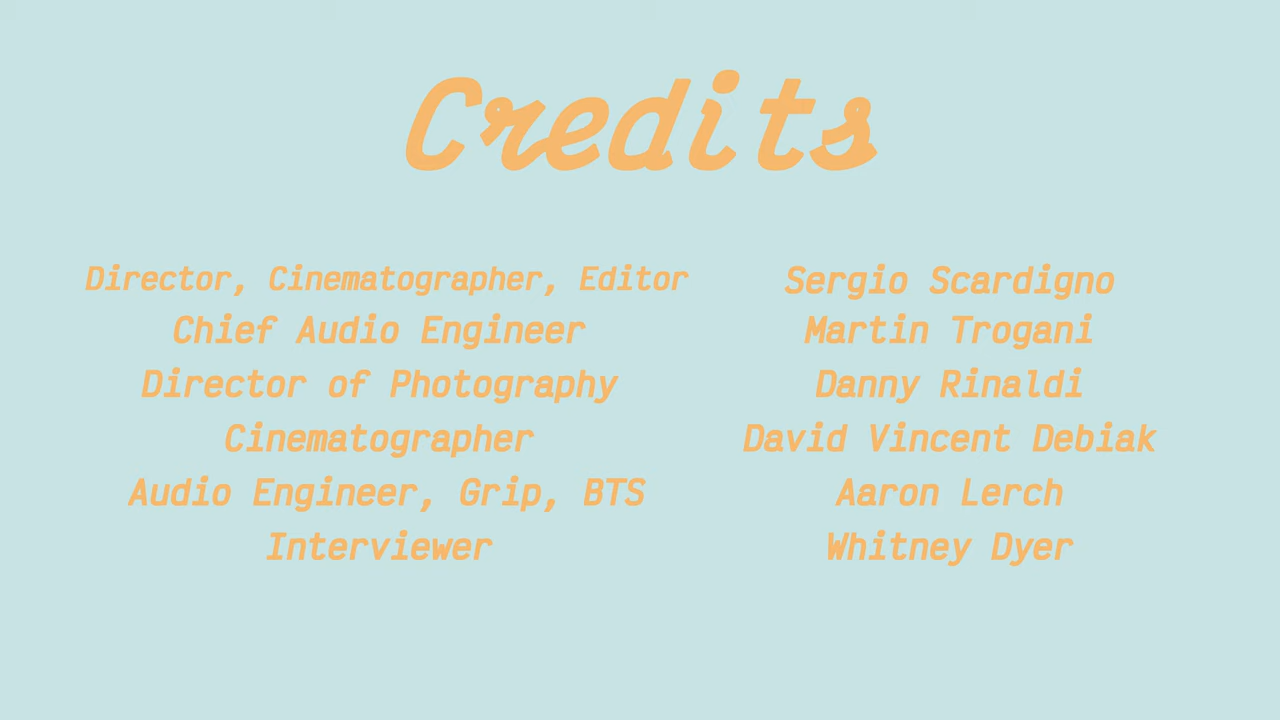 Credits
Director, Cinematographer, Editor Sergio Scardigno
Chief Audio Engineer Martin Trogani
Director of Photography Danny Rinaldi
Cinematographer David Vincent Debiak
Audio Engineer, Grip, BTS Aaron Lerch
Interviewer Whitney Dyer